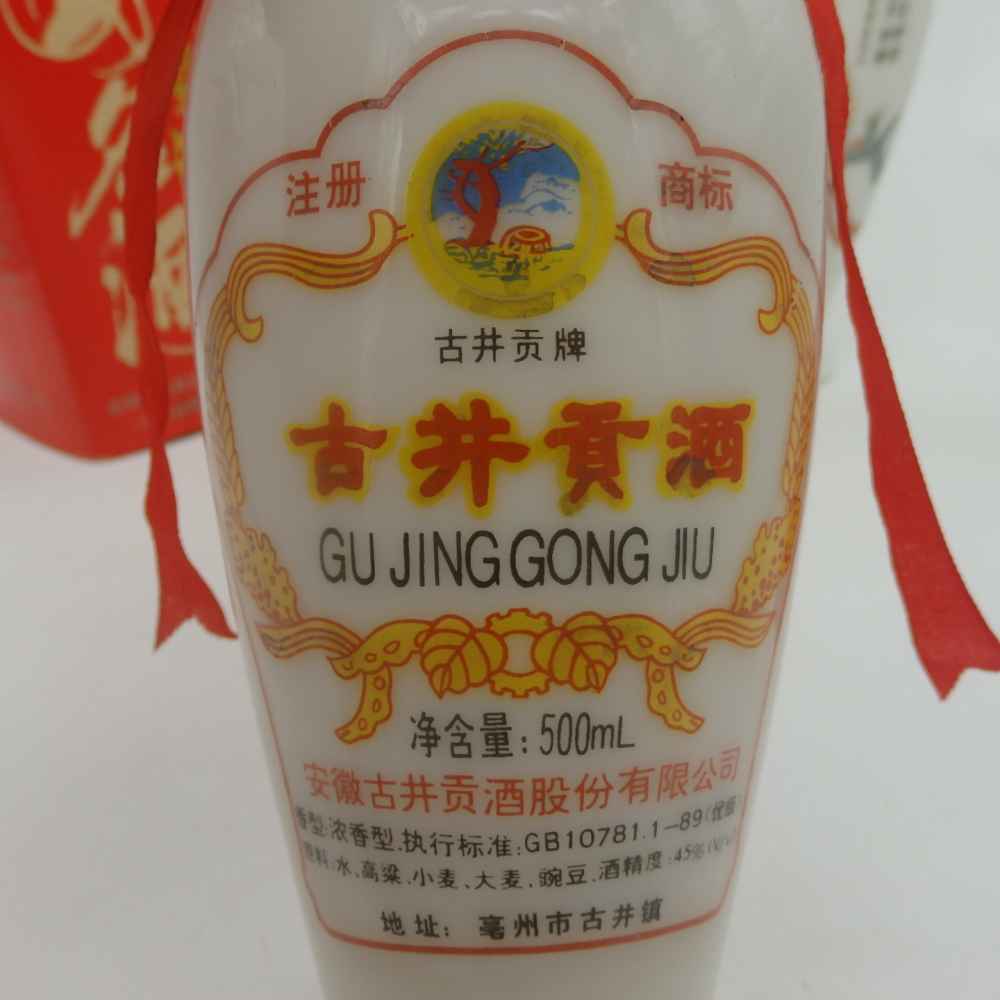 注册 商标
古井贡牌
古井贡酒
GU JING GONG JIU
净含量:500mL
安徽古井贡酒股份有限公司
香型:浓香型.执行标准:GB10781.1-89(优级
原料:水、高粱.小麦、大麦、豌豆.酒精度:45%(V/V
地址:亳州市古井镇